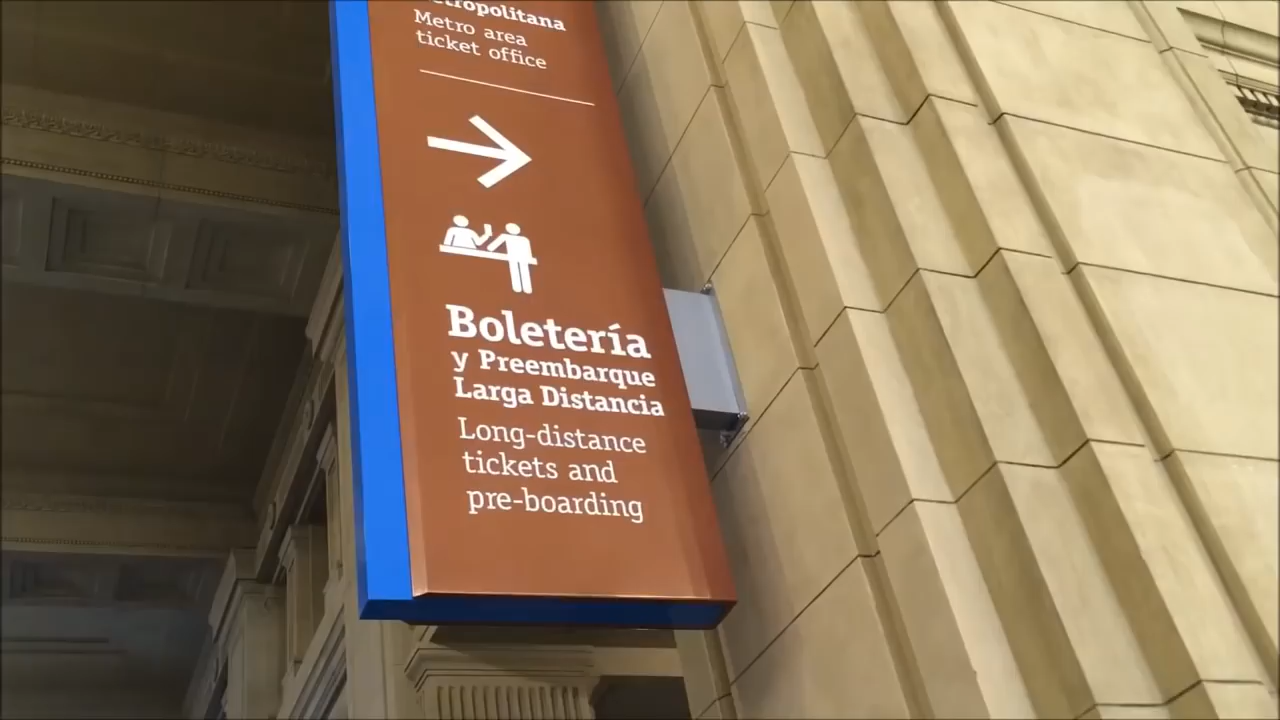 Metro area
ticket office
Boletería
y Preembarque
Larga Distancia
Long-distance
tickets and
pre-boarding